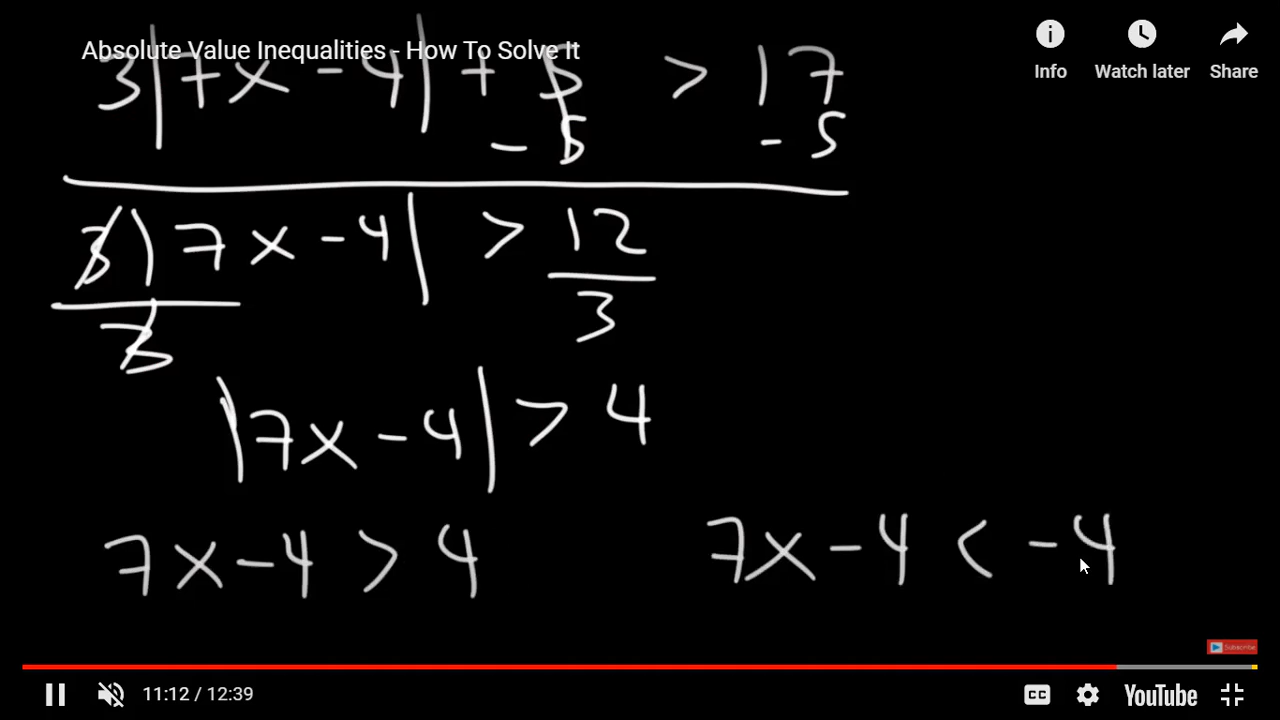 Absolute Value Inequalities - How To Solve It
Info
Watch later
Share
3|7x - 4| + 5 > 17
- 5 - 5
3|7x - 4| > 12
3 3
|7x - 4| > 4
7x - 4 > 4
7x - 4 < -4
Subscribe
11:12 / 12:39
CC
YouTube